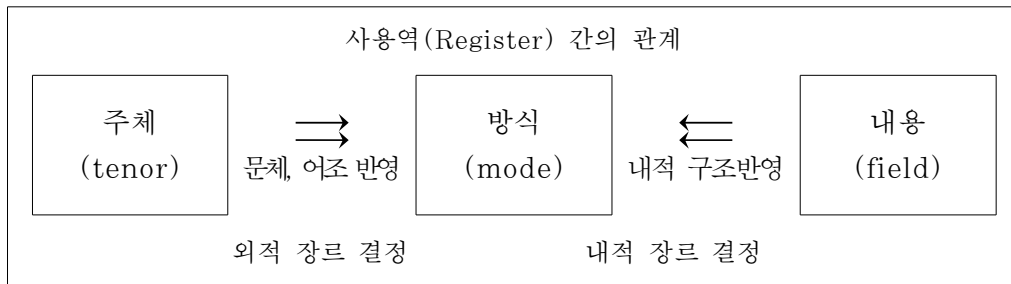 사용역(Register) 간의 관계
주체 방식 내용
(tenor) 문체, 어조 반영 (mode) 내적 구조반영 (field)
외적 장르 결정 내적 장르 결정